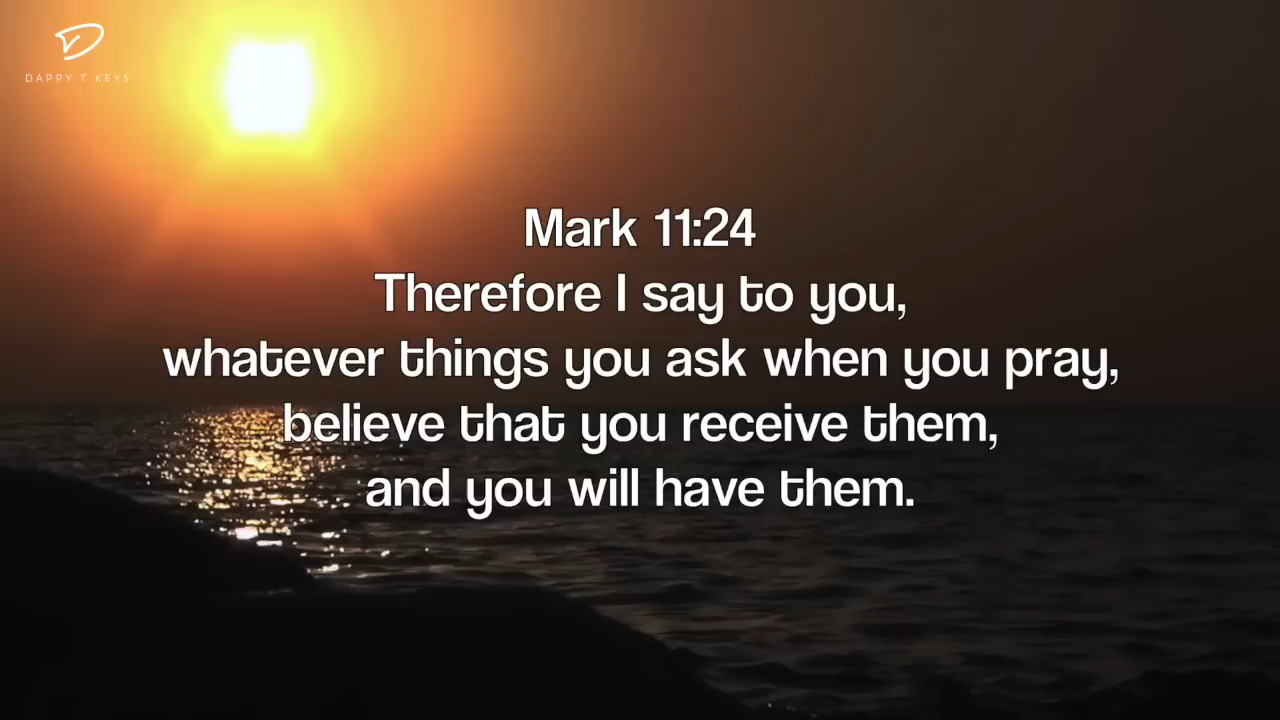 DAPPY T KEYS
Mark 11:24
Therefore I say to you,
whatever things you ask when you pray,
believe that you receive them,
and you will have them.